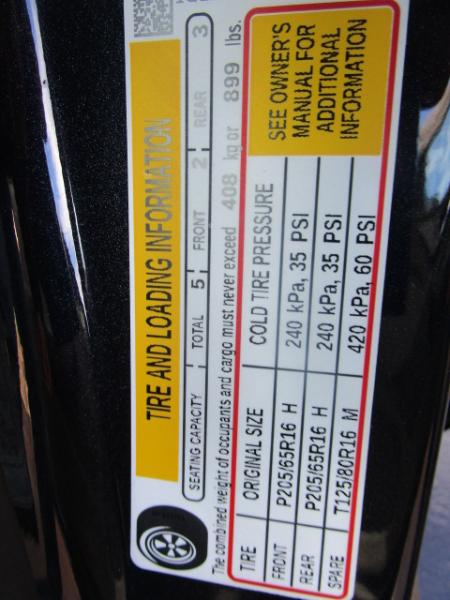 TIRE AND LOADING INFORMATION
SEATING CAPACITY TOTAL 5 FRONT 2 REAR 3
The combined weight of occupants and cargo must never exceed 408 kg or 899 lbs.
TIRE ORIGINAL SIZE COLD TIRE PRESSURE
FRONT P205/65R16 H 240 kPa, 35 PSI
REAR P205/65R16 H 240 kPa, 35 PSI
SPARE T125/80R16 M 420 kPa, 60 PSI
SEE OWNER'S
MANUAL FOR
ADDITIONAL
INFORMATION